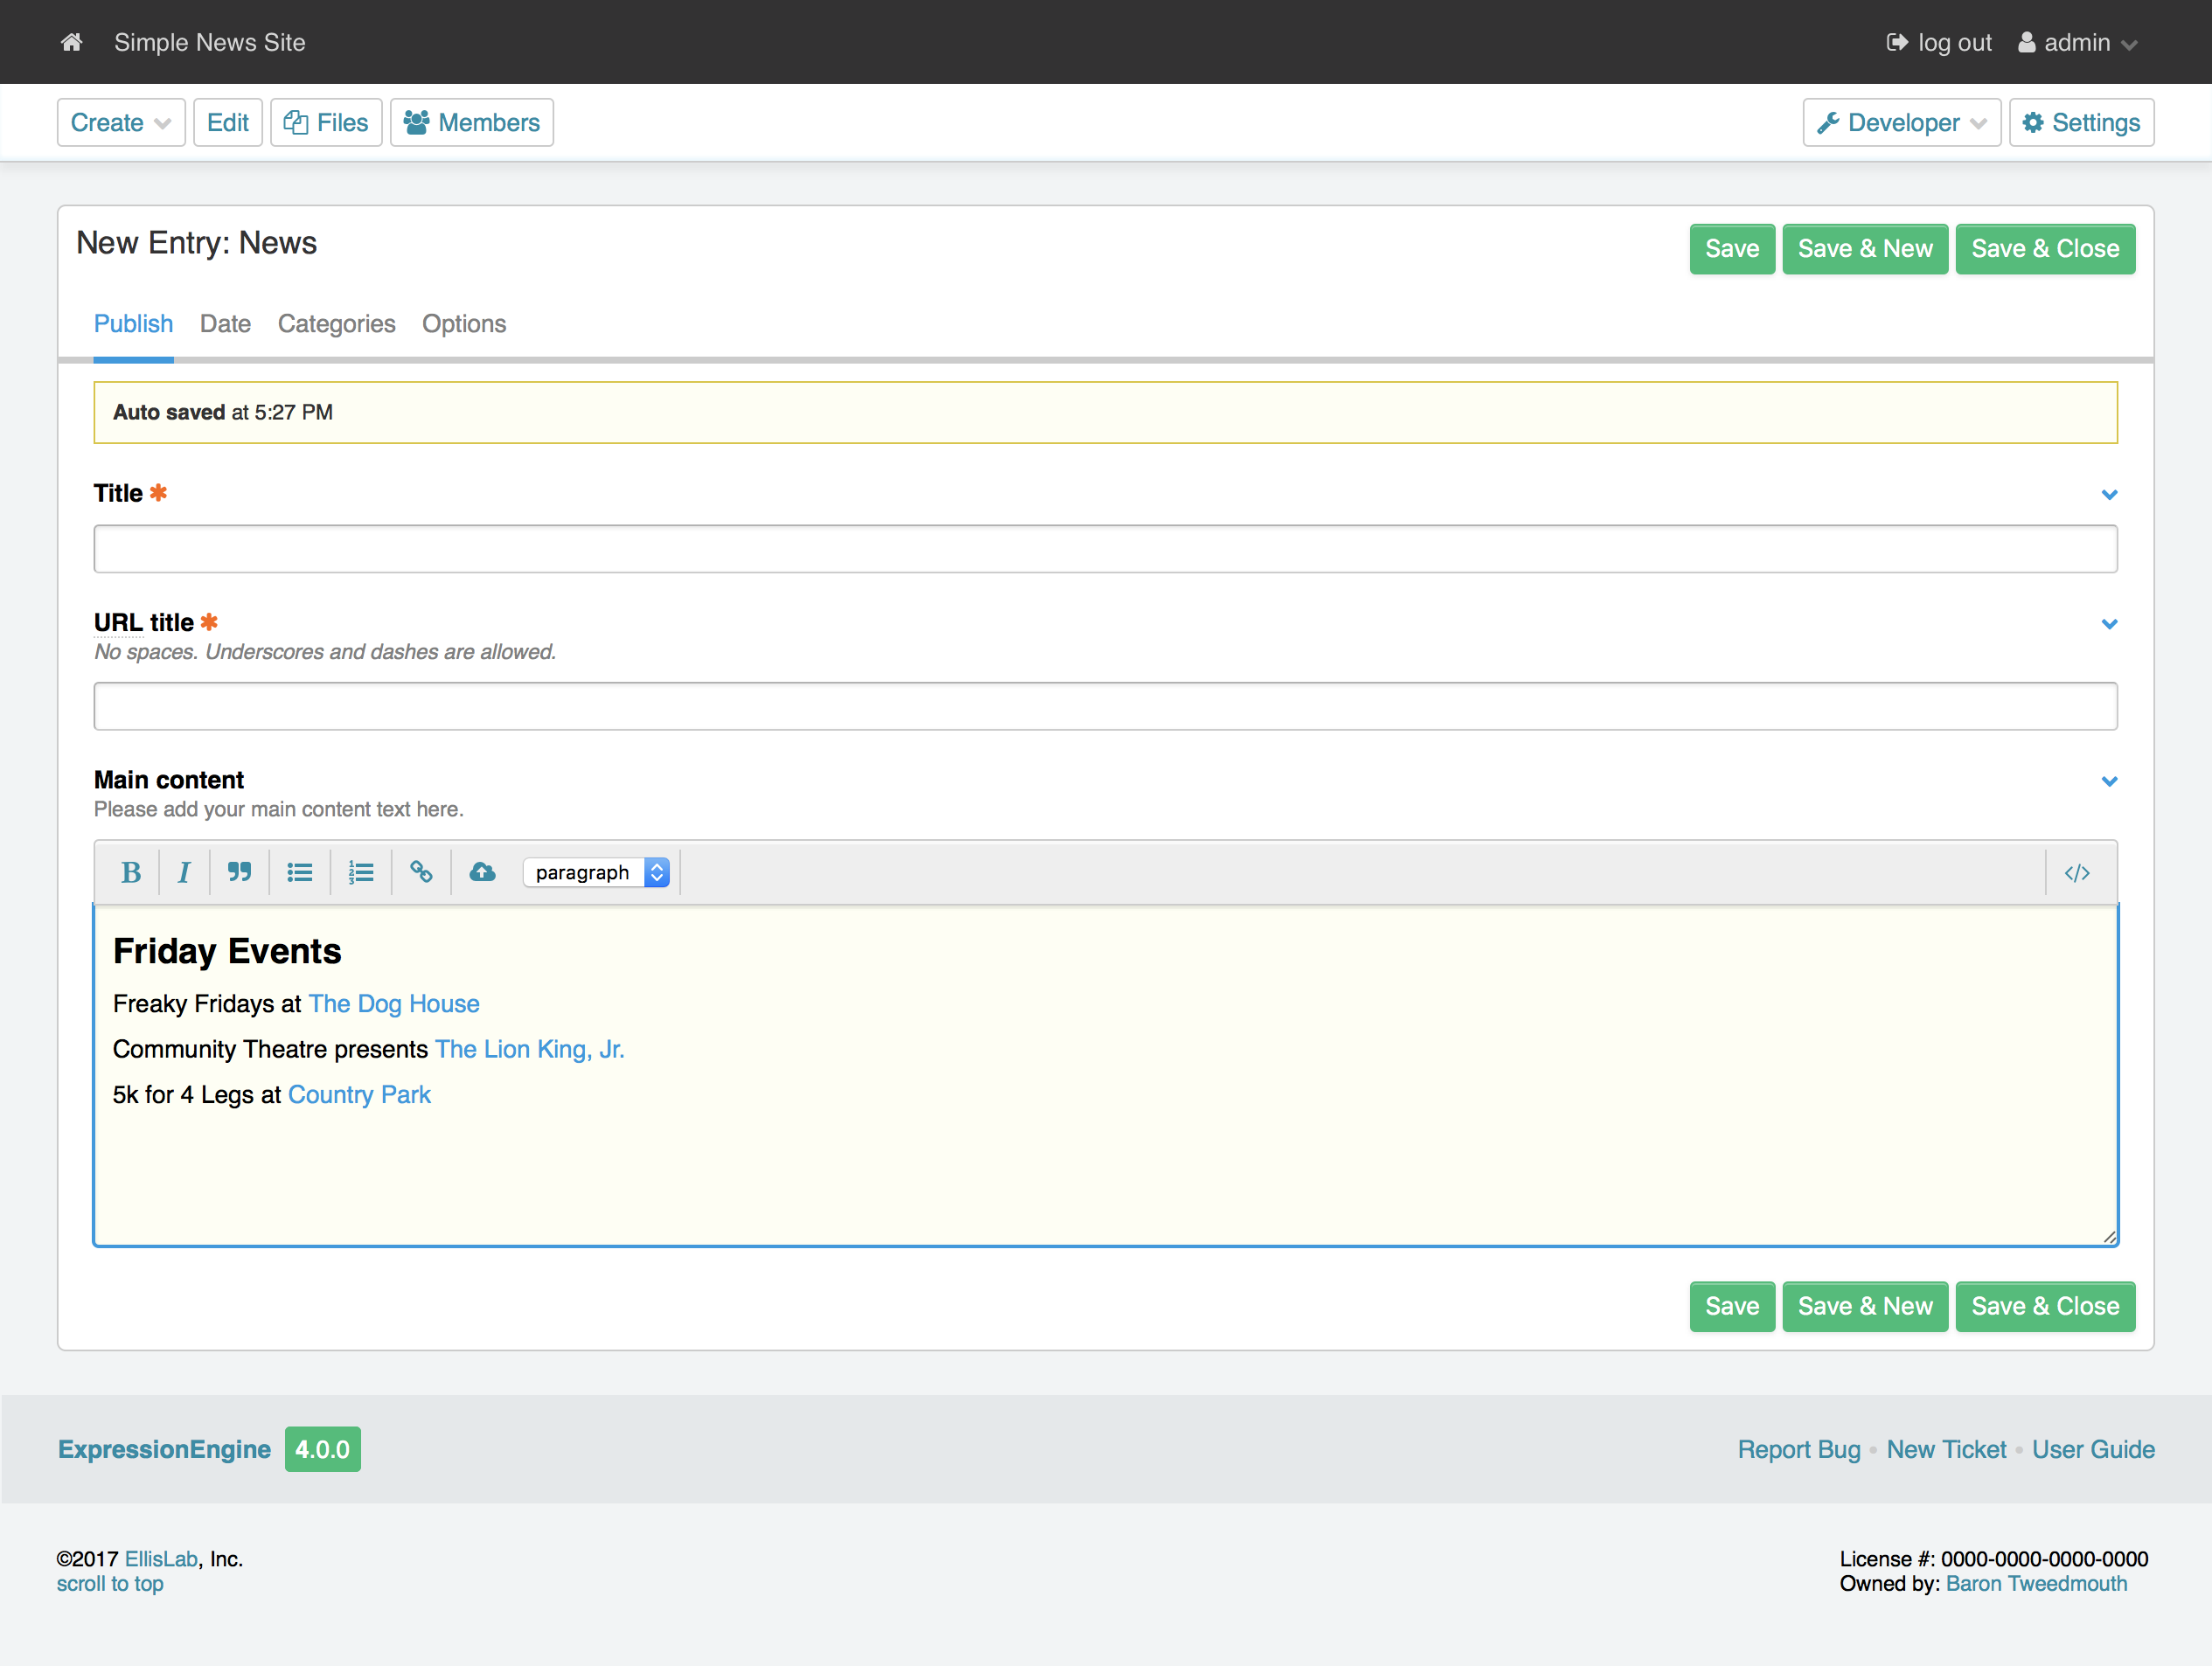 Simple News Site log out admin
Create Edit Files Members Developer Settings
New Entry: News Save Save & New Save & Close
Publish Date Categories Options
Auto saved at 5:27 PM
Title *
URL title *
No spaces. Underscores and dashes are allowed.
Main content
Please add your main content text here.
B I paragraph </>
Friday Events
Freaky Fridays at The Dog House
Community Theatre presents The Lion King, Jr.
5k for 4 Legs at Country Park
Save Save & New Save & Close
ExpressionEngine 4.0.0 Report Bug • New Ticket • User Guide
©2017 EllisLab, Inc. License #: 0000-0000-0000-0000
scroll to top Owned by: Baron Tweedmouth